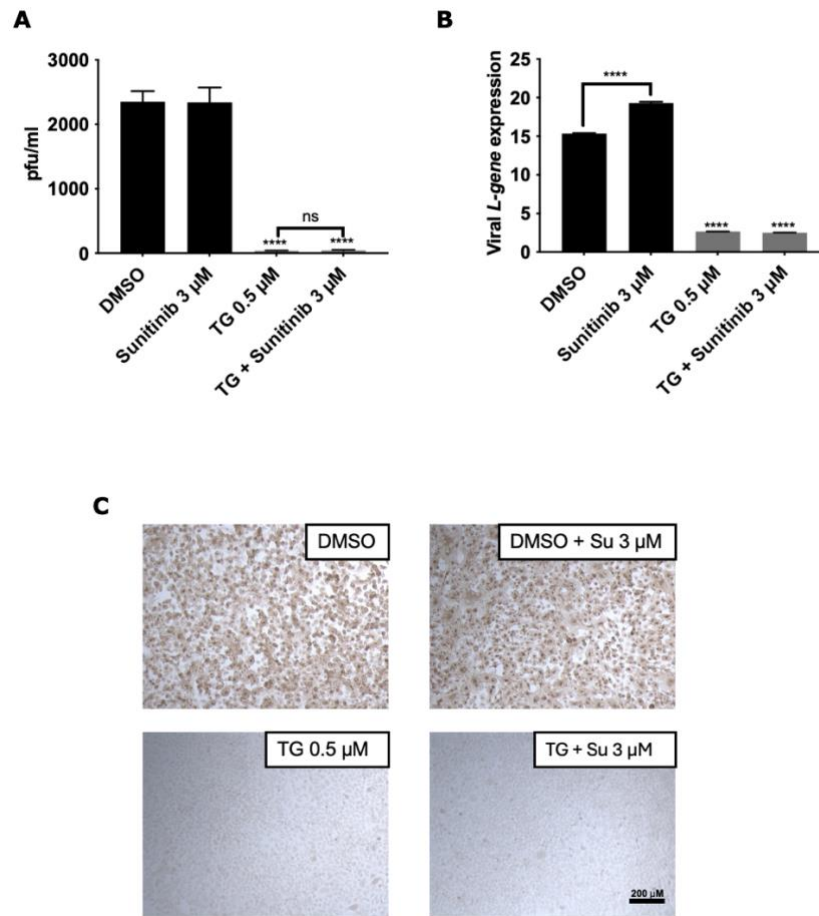 A
3000
2000
1000
0
pfu/ml
ns
****
****
DMSO
Sunitinib 3 µM
TG 0.5 µM
TG + Sunitinib 3 µM
B
25
20
15
10
5
0
Viral L-gene expression
****
****
****
DMSO
Sunitinib 3 µM
TG 0.5 µM
TG + Sunitinib 3 µM
C
DMSO
DMSO + Su 3 µM
TG 0.5 µM
TG + Su 3 µM
200 µM